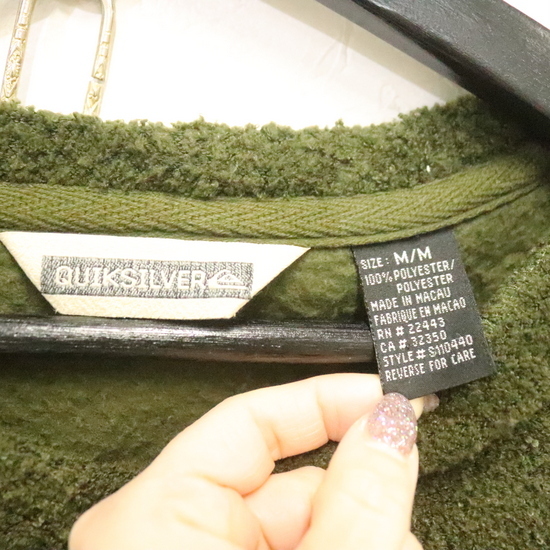 QUIKSILVER
SIZE: M/M
100% POLYESTER/
POLYESTER
MADE IN MACAU
FABRIQUE EN MACAO
RN # 22443
CA # 32350
STYLE # S110440
REVERSE FOR CARE